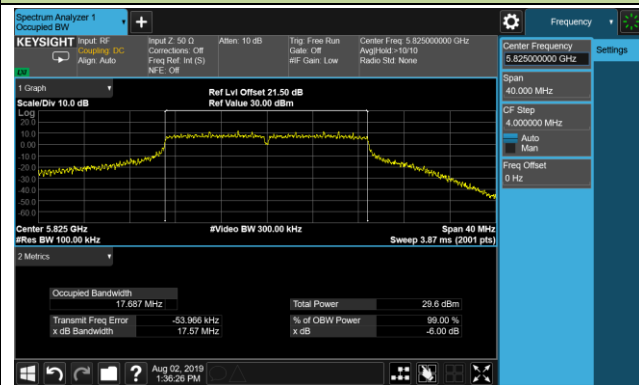 Spectrum Analyzer 1
Occupied BW
Frequency
KEYSIGHT
Input: RF
Coupling: DC
Align: Auto
Input Z: 50 Ω
Corrections: Off
Freq Ref: Int (S)
NFE: Off
Atten: 10 dB
Trig: Free Run
Gate: Off
#IF Gain: Low
Center Freq: 5.825000000 GHz
Avg|Hold:>10/10
Radio Std: None
Center Frequency
5.825000000 GHz
Settings
Span
40.000 MHz
CF Step
4.000000 MHz
Auto
Man
Freq Offset
0 Hz
1 Graph
Scale/Div 10.0 dB
Ref Lvl Offset 21.50 dB
Ref Value 30.00 dBm
Log
20.0
10.0
0.00
-10.0
-20.0
-30.0
-40.0
-50.0
-60.0
Center 5.825 GHz
#Video BW 300.00 kHz
Span 40 MHz
#Res BW 100.00 kHz
Sweep 3.87 ms (2001 pts)
2 Metrics
Occupied Bandwidth
17.687 MHz
Total Power
29.6 dBm
Transmit Freq Error
-53.966 kHz
% of OBW Power
99.00 %
x dB Bandwidth
17.57 MHz
x dB
-6.00 dB
Aug 02, 2019
1:36:26 PM